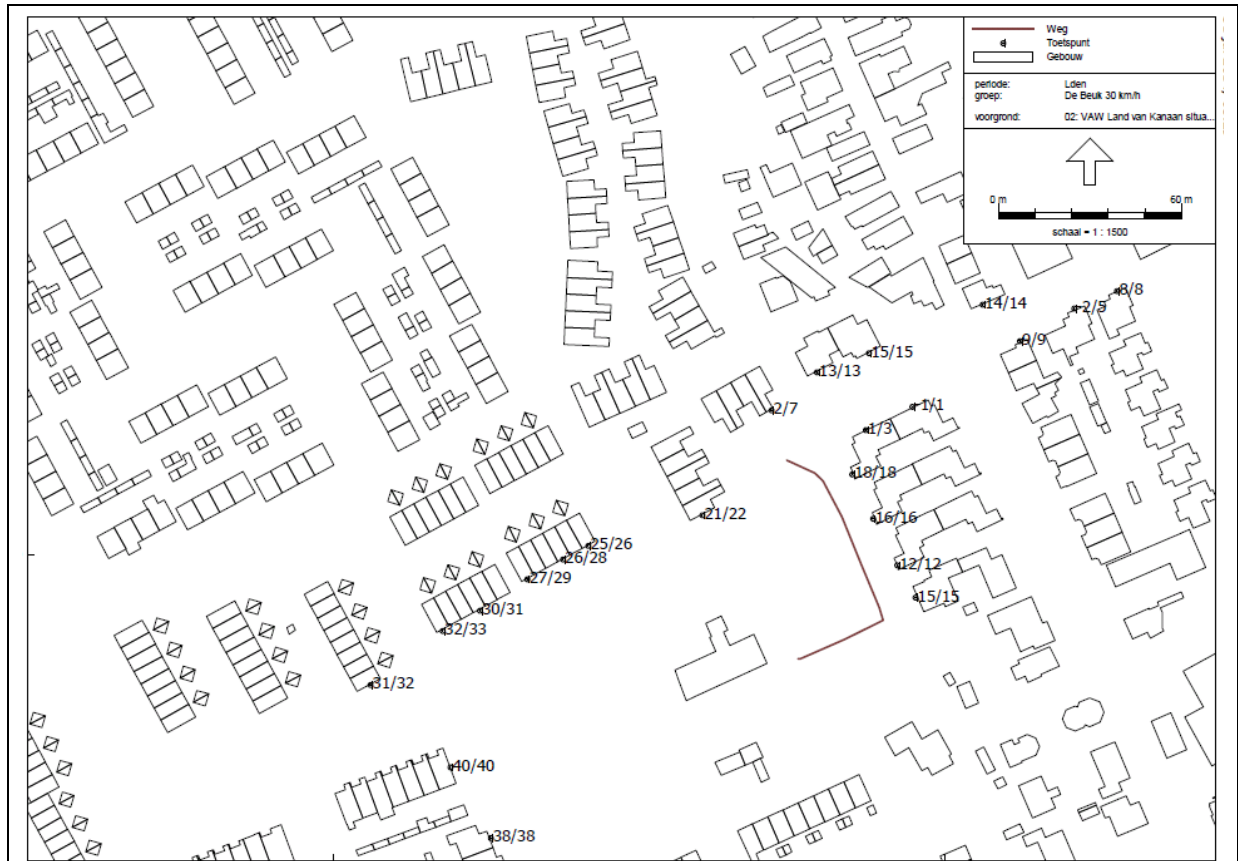 Weg
Toetspunt
Gebouw
periode: Lden
groep: De Beuk 30 km/h
voorgrond: 02: VAW Land van Kanaan situa...
0 m 60 m
schaal = 1 : 1500
8/8
14/14
-2/5
9/9
15/15
13/13
2/7
-1/1
1/3
18/18
21/22
16/16
25/26
26/28
12/12
27/29
15/15
30/31
32/33
31/32
40/40
38/38